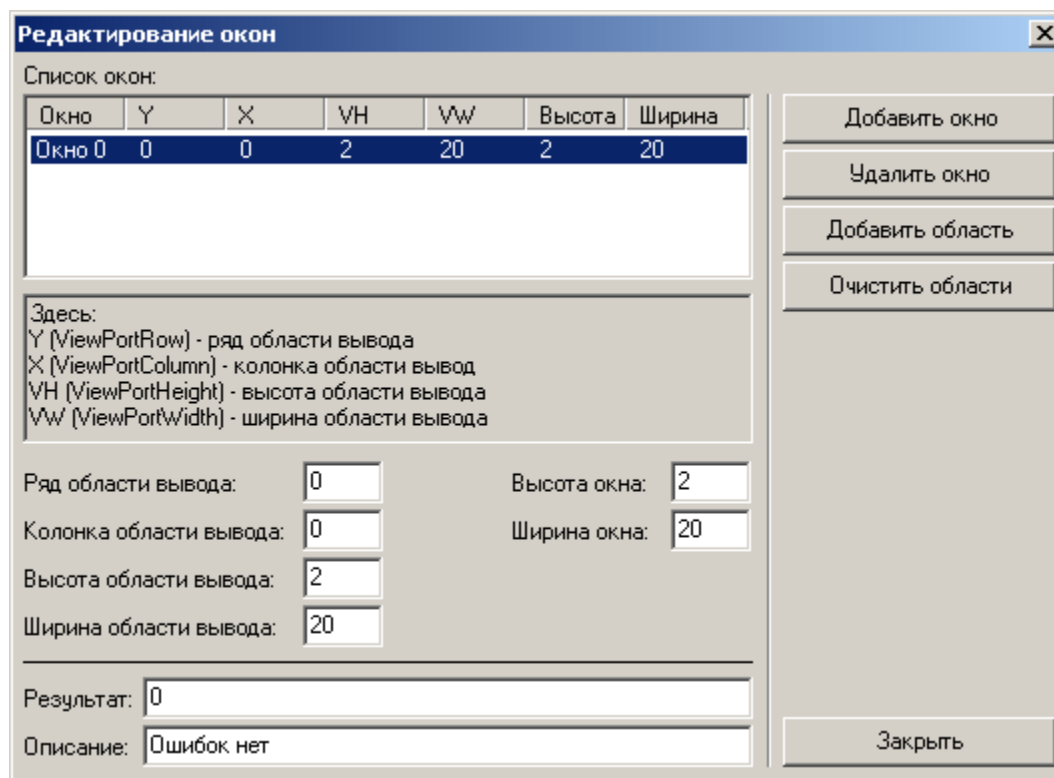 Редактирование окон
Список окон:
Окно Y X VH VW Высота Ширина
Окно 0 0 0 2 20 2 20
Добавить окно
Удалить окно
Добавить область
Очистить области
Здесь:
Y (ViewPortRow) - ряд области вывода
X (ViewPortColumn) - колонка области вывод
VH (ViewPortHeight) - высота области вывода
VW (ViewPortWidth) - ширина области вывода
Ряд области вывода: 0 Высота окна: 2
Колонка области вывода: 0 Ширина окна: 20
Высота области вывода: 2
Ширина области вывода: 20
Результат: 0
Описание: Ошибок нет
Закрыть